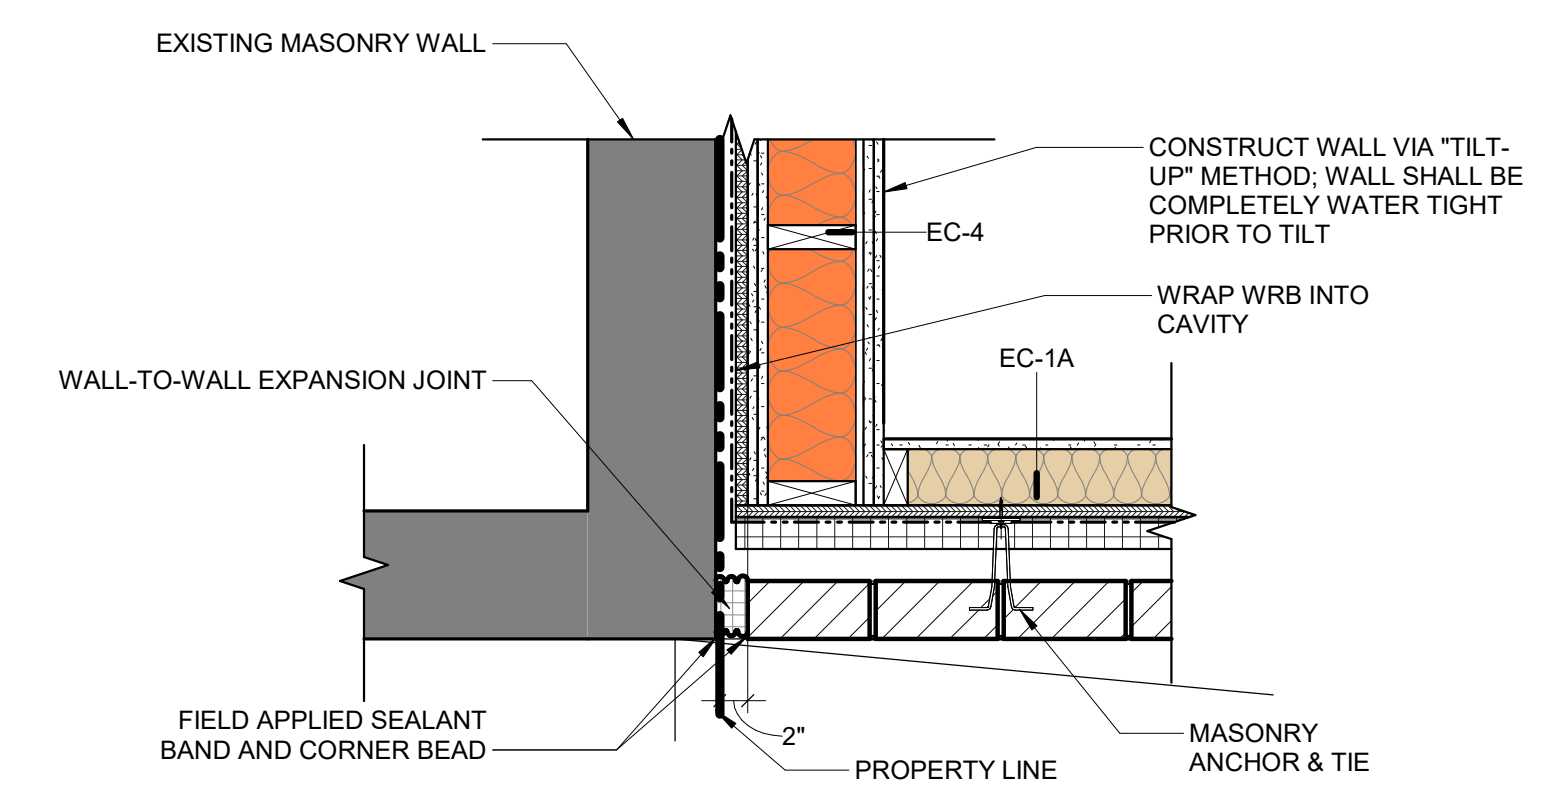 EXISTING MASONRY WALL
CONSTRUCT WALL VIA "TILT-
UP" METHOD; WALL SHALL BE
COMPLETELY WATER TIGHT
PRIOR TO TILT
EC-4
WRAP WRB INTO
CAVITY
EC-1A
WALL-TO-WALL EXPANSION JOINT
FIELD APPLIED SEALANT
BAND AND CORNER BEAD
2"
MASONRY
ANCHOR & TIE
PROPERTY LINE